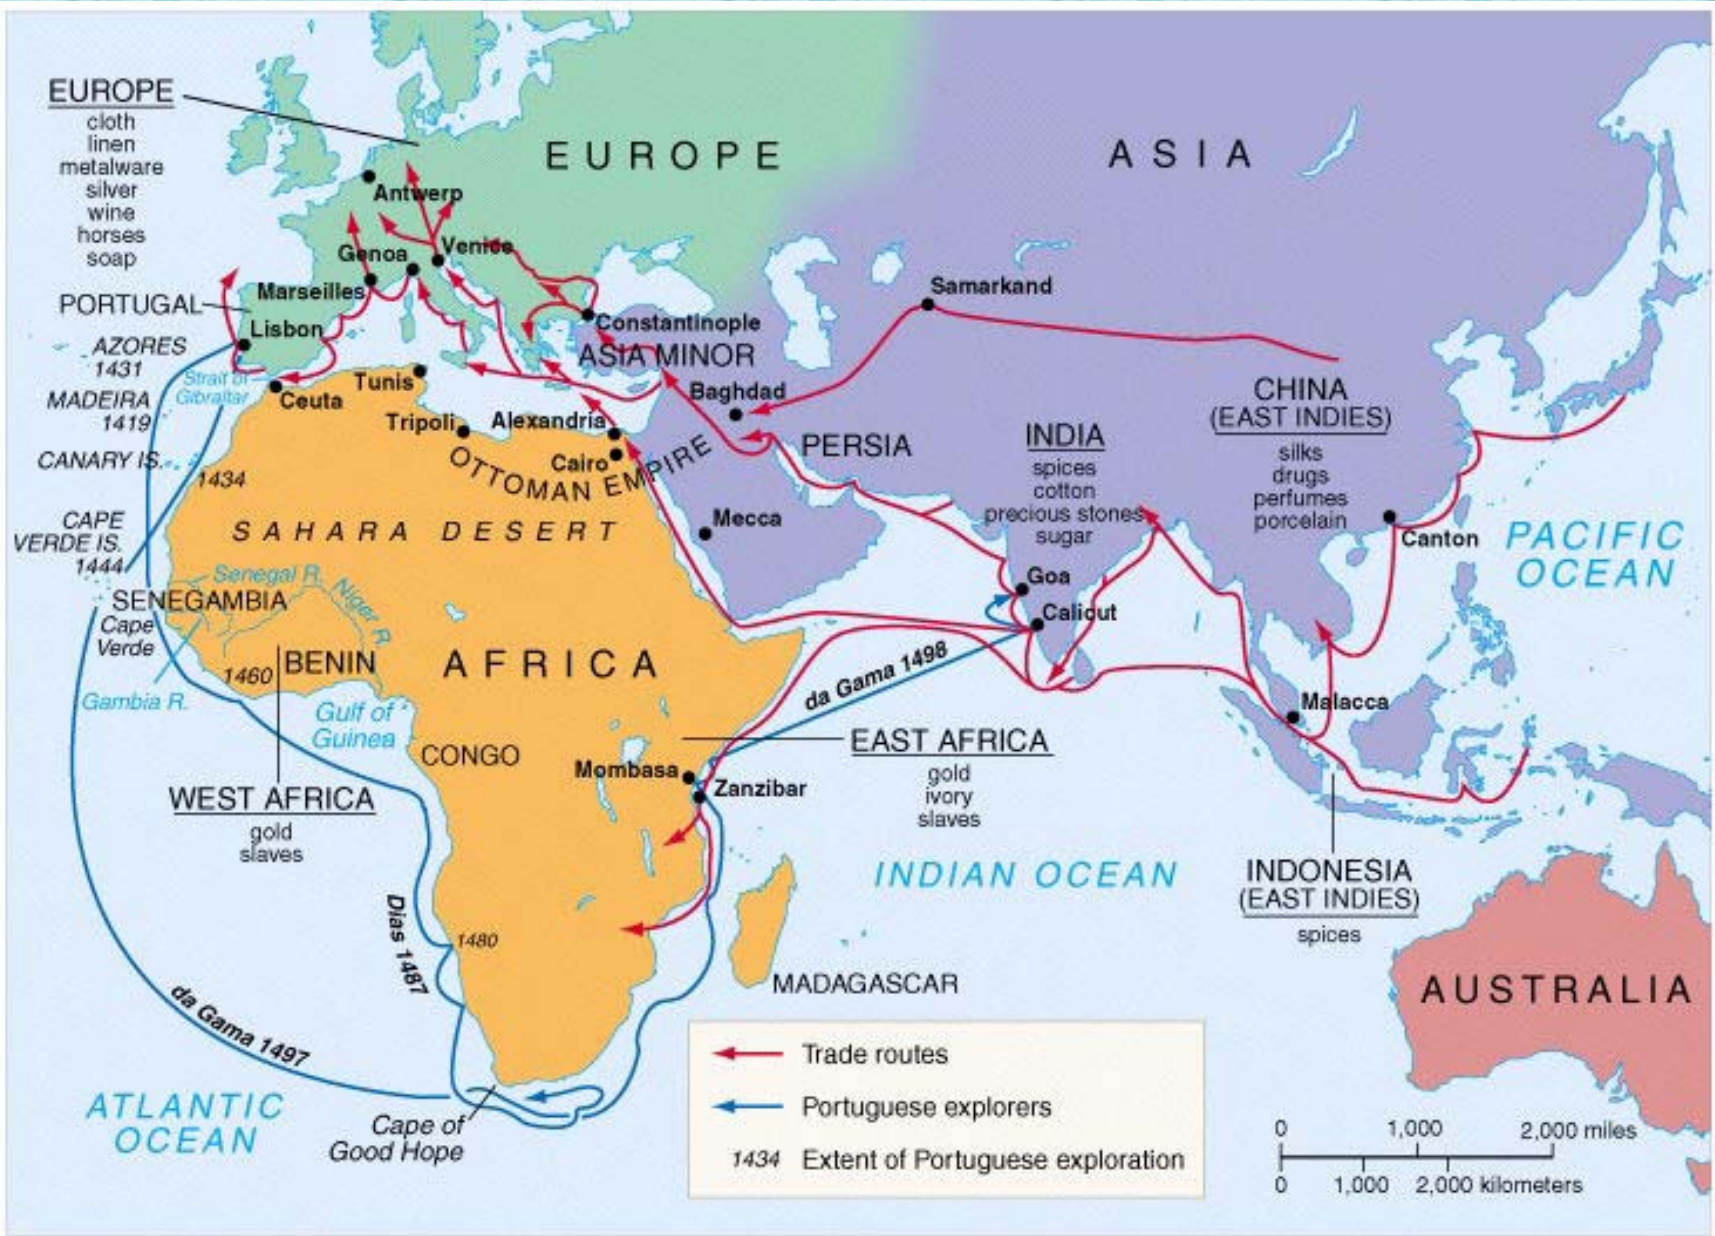 EUROPE
cloth
linen
metalware
silver
wine
horses
soap
EUROPE
ASIA
Antwerp
Genoa
Venice
Marseilles
PORTUGAL
Lisbon
AZORES
1431
MADEIRA
1419
CANARY IS.
CAPE
VERDE IS.
1444
Strait of
Gibraltar
Ceuta
Tunis
Tripoli
Alexandria
Cairo
Constantinople
ASIA MINOR
Baghdad
Samarkand
OTTOMAN EMPIRE
PERSIA
Mecca
INDIA
spices
cotton
precious stones
sugar
CHINA
(EAST INDIES)
silks
drugs
perfumes
porcelain
Canton
PACIFIC
OCEAN
1434
SAHARA DESERT
Senegal R.
Niger R.
SENEGAMBIA
Cape
Verde
Gambia R.
1460
BENIN
AFRICA
Gulf of
Guinea
CONGO
WEST AFRICA
gold
slaves
Goa
Calicut
da Gama 1498
EAST AFRICA
gold
ivory
slaves
Mombasa
Zanzibar
Malacca
INDIAN OCEAN
INDONESIA
(EAST INDIES)
spices
Dias 1487
1480
MADAGASCAR
AUSTRALIA
da Gama 1497
ATLANTIC
OCEAN
Cape of
Good Hope
Trade routes
Portuguese explorers
1434 Extent of Portuguese exploration
0 1,000 2,000 miles
0 1,000 2,000 kilometers